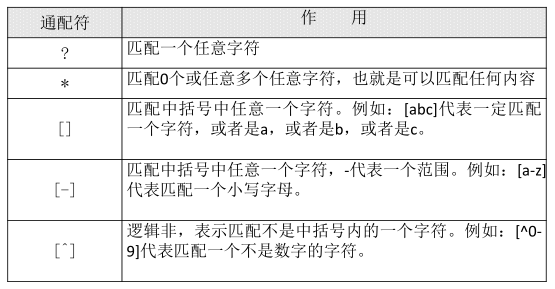 通配符 作 用
? 匹配一个任意字符
* 匹配0个或任意多个任意字符，也就是可以匹配任何内容
匹配中括号中任意一个字符。例如：[abc]代表一定匹配
[] 一个字符，或者是a，或者是b，或者是c。
匹配中括号中任意一个字符，-代表一个范围。例如：[a-z]
[-] 代表匹配一个小写字母。
逻辑非，表示匹配不是中括号内的一个字符。例如：[^0-
[^] 9]代表匹配一个不是数字的字符。